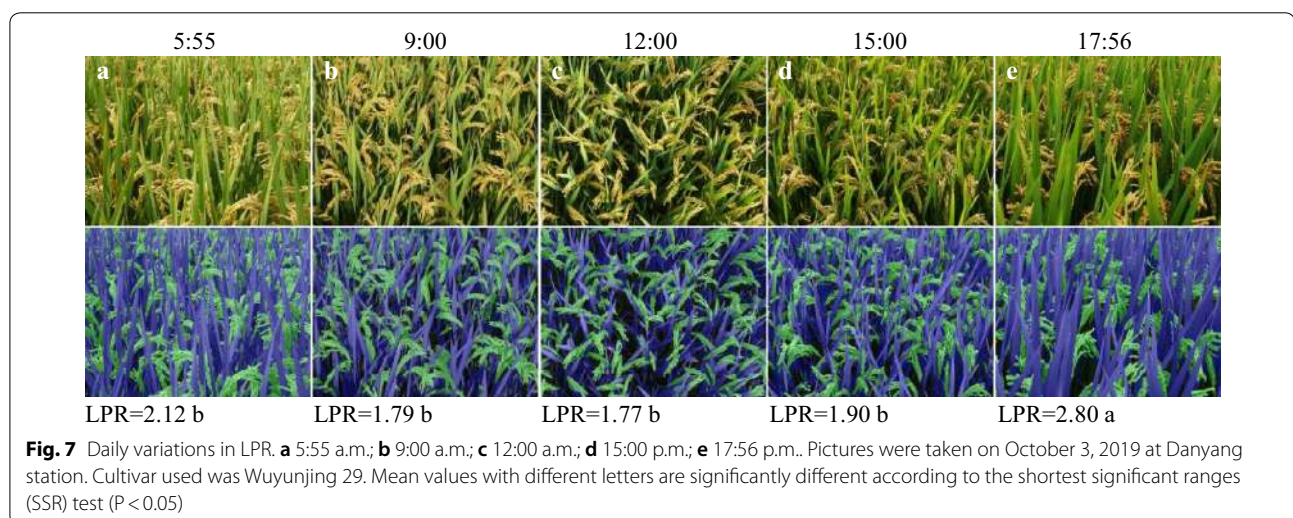 5:55 9:00 12:00 15:00 17:56
a b c d e
LPR=2.12 b LPR=1.79 b LPR=1.77 b LPR=1.90 b LPR=2.80 a
Fig. 7 Daily variations in LPR. a 5:55 a.m.; b 9:00 a.m.; c 12:00 a.m.; d 15:00 p.m.; e 17:56 p.m.. Pictures were taken on October 3, 2019 at Danyang
station. Cultivar used was Wuyunjing 29. Mean values with different letters are significantly different according to the shortest significant ranges
(SSR) test (P < 0.05)